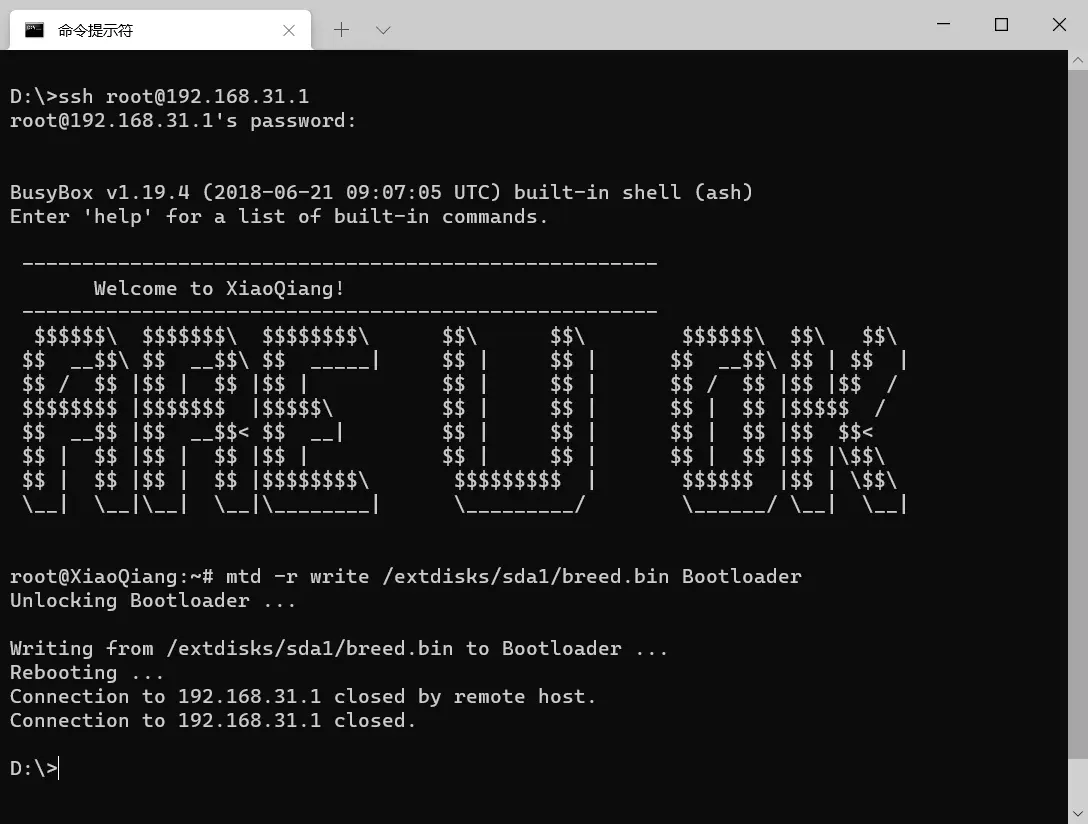 命令提示符
D:\>ssh root@192.168.31.1
root@192.168.31.1's password:
BusyBox v1.19.4 (2018-06-21 09:07:05 UTC) built-in shell (ash)
Enter 'help' for a list of built-in commands.
 -----------------------------------------------------
       Welcome to XiaoQiang!
 -----------------------------------------------------
  $$$$$$\  $$$$$$$\  $$$$$$$$\      $$\      $$\        $$$$$$\  $$\   $$\
 $$  __$$\ $$  __$$\ $$  _____|     $$ |     $$ |      $$  __$$\ $$ | $$  |
 $$ /  $$ |$$ |  $$ |$$ |           $$ |     $$ |      $$ /  $$ |$$ |$$  /
 $$$$$$$$ |$$$$$$$  |$$$$$\         $$ |     $$ |      $$ |  $$ |$$$$$  /
 $$  __$$ |$$  __$$< $$  __|        $$ |     $$ |      $$ |  $$ |$$  $$<
 $$ |  $$ |$$ |  $$ |$$ |           $$ |     $$ |      $$ |  $$ |$$ |\$$\
 $$ |  $$ |$$ |  $$ |$$$$$$$$\       $$$$$$$$$  |       $$$$$$  |$$ | \$$\
 \__|  \__|\__|  \__|\________|      \_________/        \______/ \__|  \__|
root@XiaoQiang:~# mtd -r write /extdisks/sda1/breed.bin Bootloader
Unlocking Bootloader ...
Writing from /extdisks/sda1/breed.bin to Bootloader ...
Rebooting ...
Connection to 192.168.31.1 closed by remote host.
Connection to 192.168.31.1 closed.
D:\>